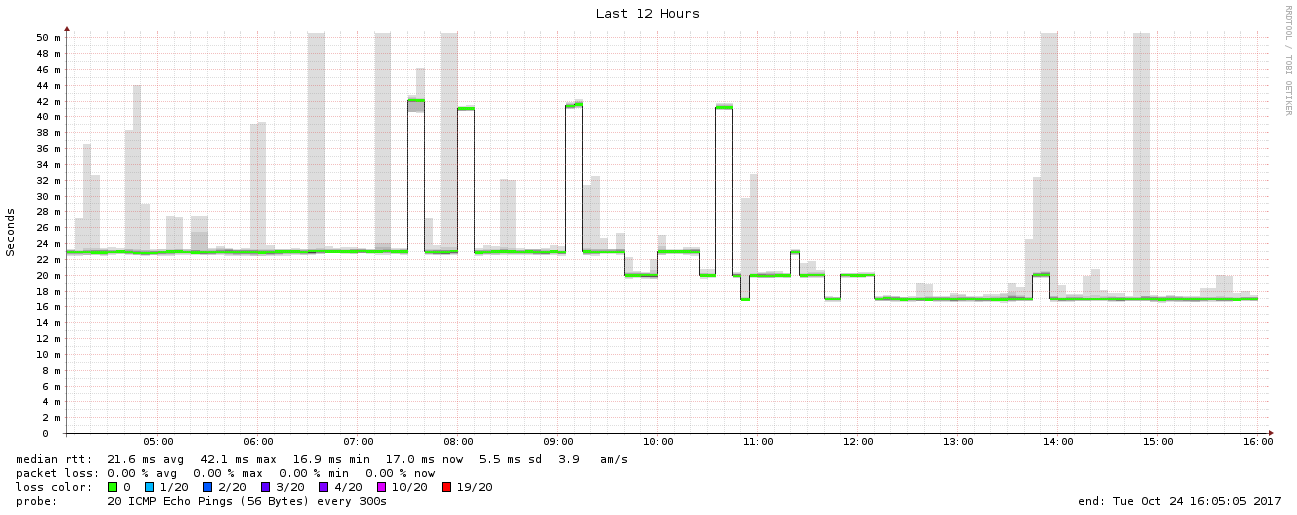 Last 12 Hours
RRDTOOL / TOBI OETIKER
Seconds
50 m
48 m
46 m
44 m
42 m
40 m
38 m
36 m
34 m
32 m
30 m
28 m
26 m
24 m
22 m
20 m
18 m
16 m
14 m
12 m
10 m
8 m
6 m
4 m
2 m
0
05:00 06:00 07:00 08:00 09:00 10:00 11:00 12:00 13:00 14:00 15:00 16:00
median rtt: 21.6 ms avg 42.1 ms max 16.9 ms min 17.0 ms now 5.5 ms sd 3.9 am/s
packet loss: 0.00 % avg 0.00 % max 0.00 % min 0.00 % now
loss color: 0 1/20 2/20 3/20 4/20 10/20 19/20
probe: 20 ICMP Echo Pings (56 Bytes) every 300s end: Tue Oct 24 16:05:05 2017